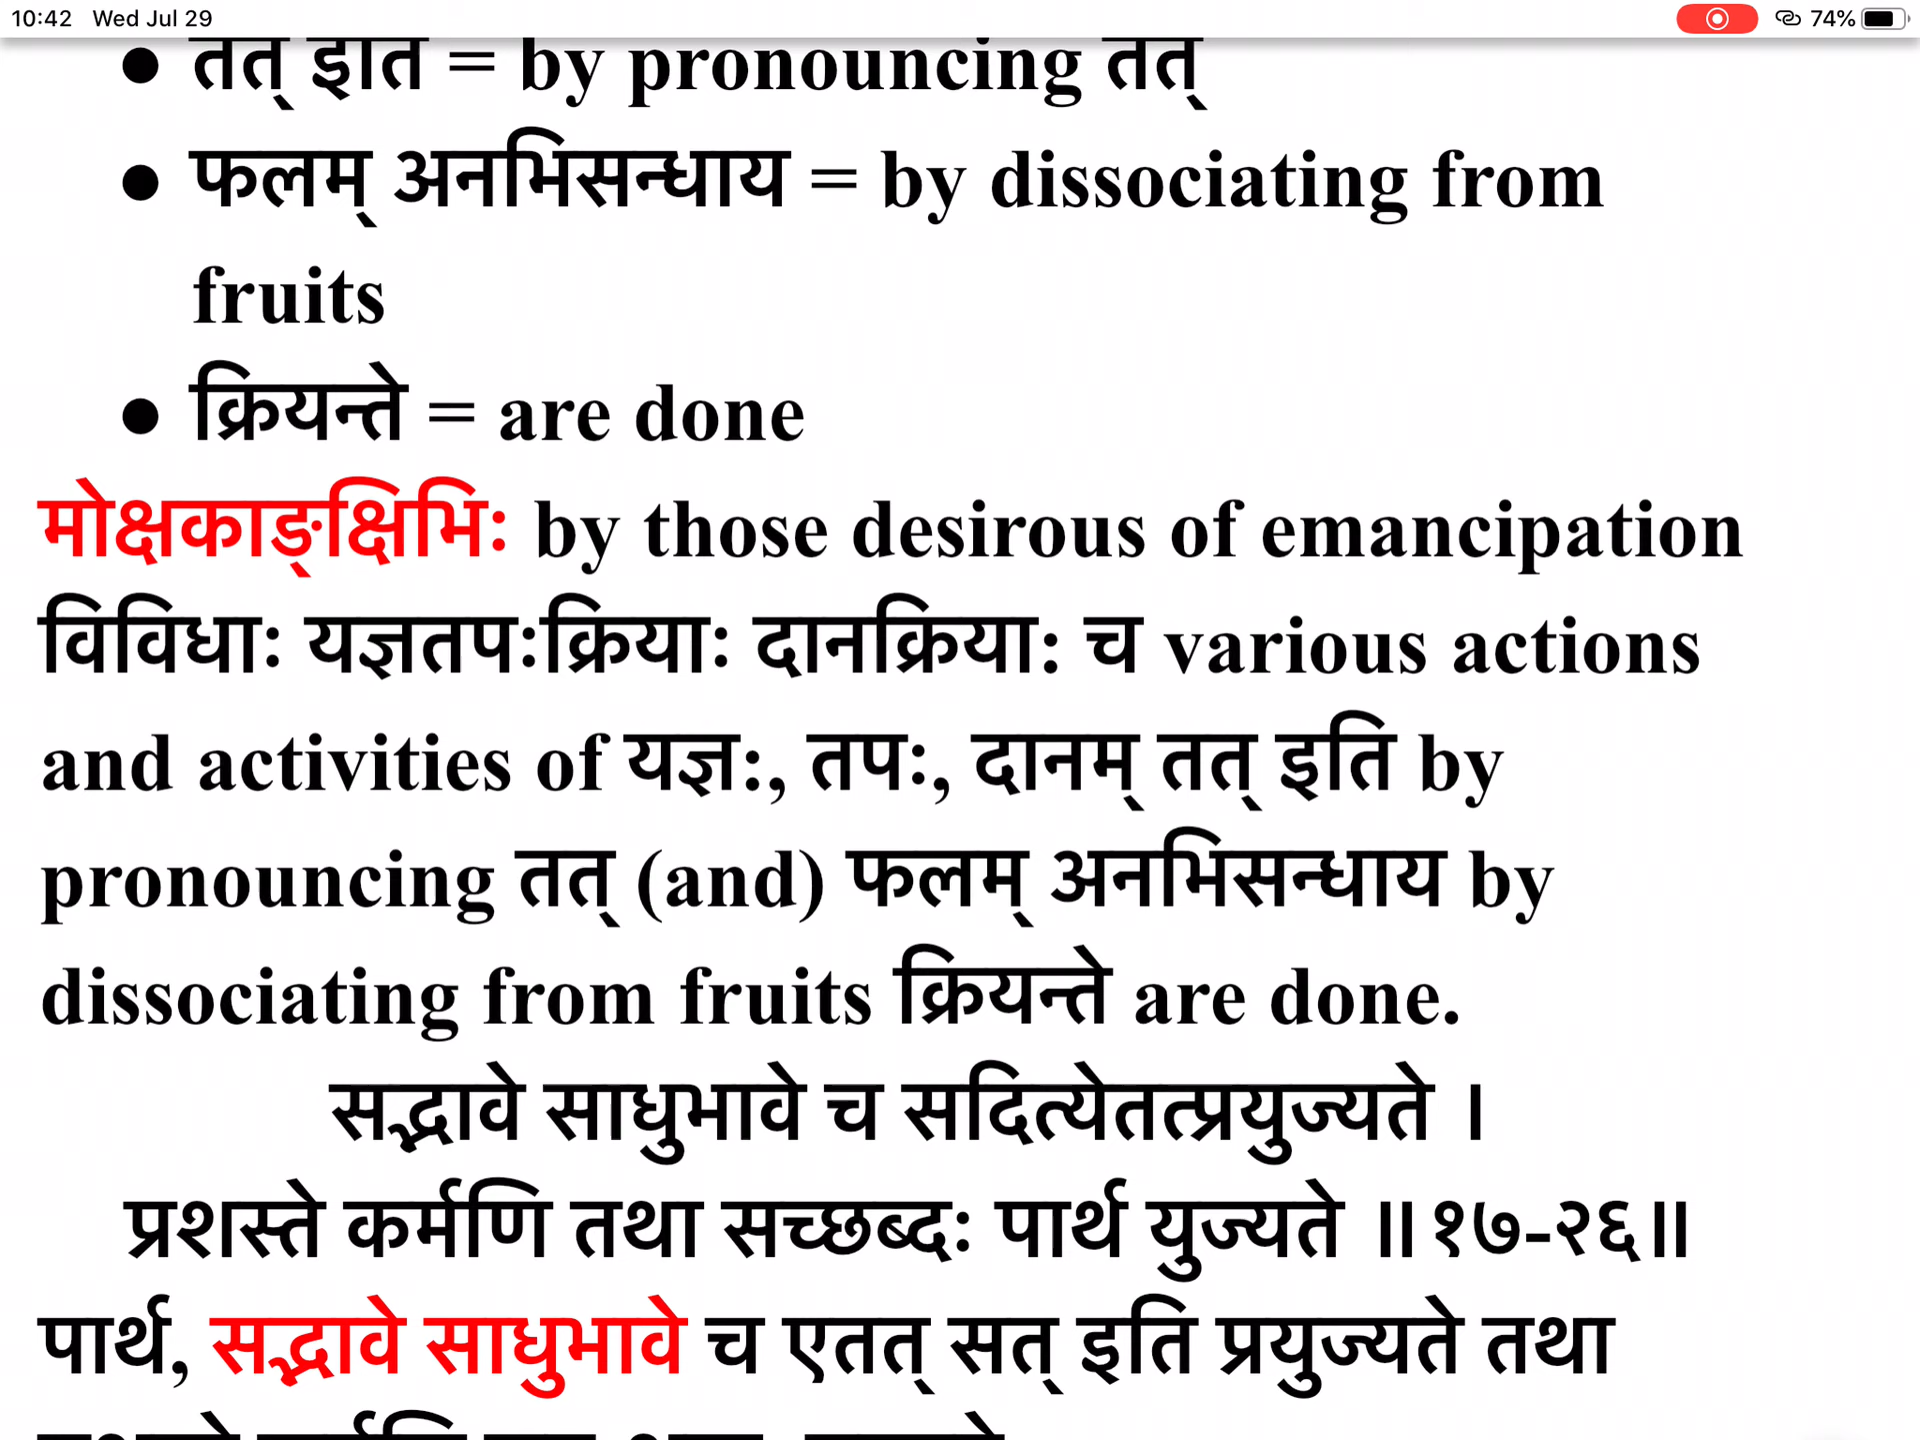 10:42 Wed Jul 29 74%
● तत् इति = by pronouncing तत्
● फलम् अनभिसन्धाय = by dissociating from
fruits
● क्रियन्ते = are done
मोक्षकाङ्क्षिभिः by those desirous of emancipation
विविधाः यज्ञतपःक्रियाः दानक्रिया: च various actions
and activities of यज्ञ:, तपः, दानम् तत् इति by
pronouncing तत् (and) फलम् अनभिसन्धाय by
dissociating from fruits क्रियन्ते are done.
सद्भावे साधुभावे च सदित्येतत्प्रयुज्यते ।
प्रशस्ते कर्मणि तथा सच्छब्दः पार्थ युज्यते ॥१७-२६॥
पार्थ, सद्भावे साधुभावे च एतत् सत् इति प्रयुज्यते तथा